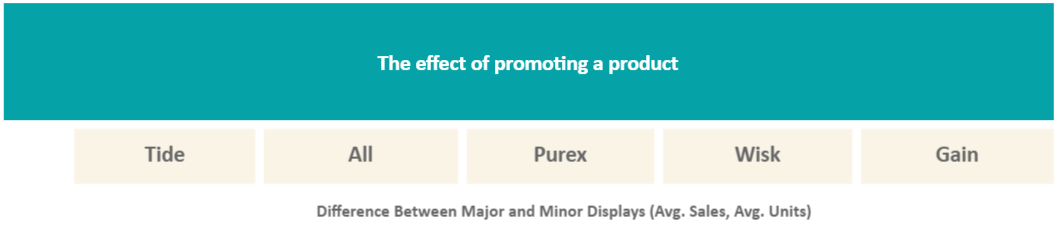 The effect of promoting a product
Tide All Purex Wisk Gain
Difference Between Major and Minor Displays (Avg. Sales, Avg. Units)